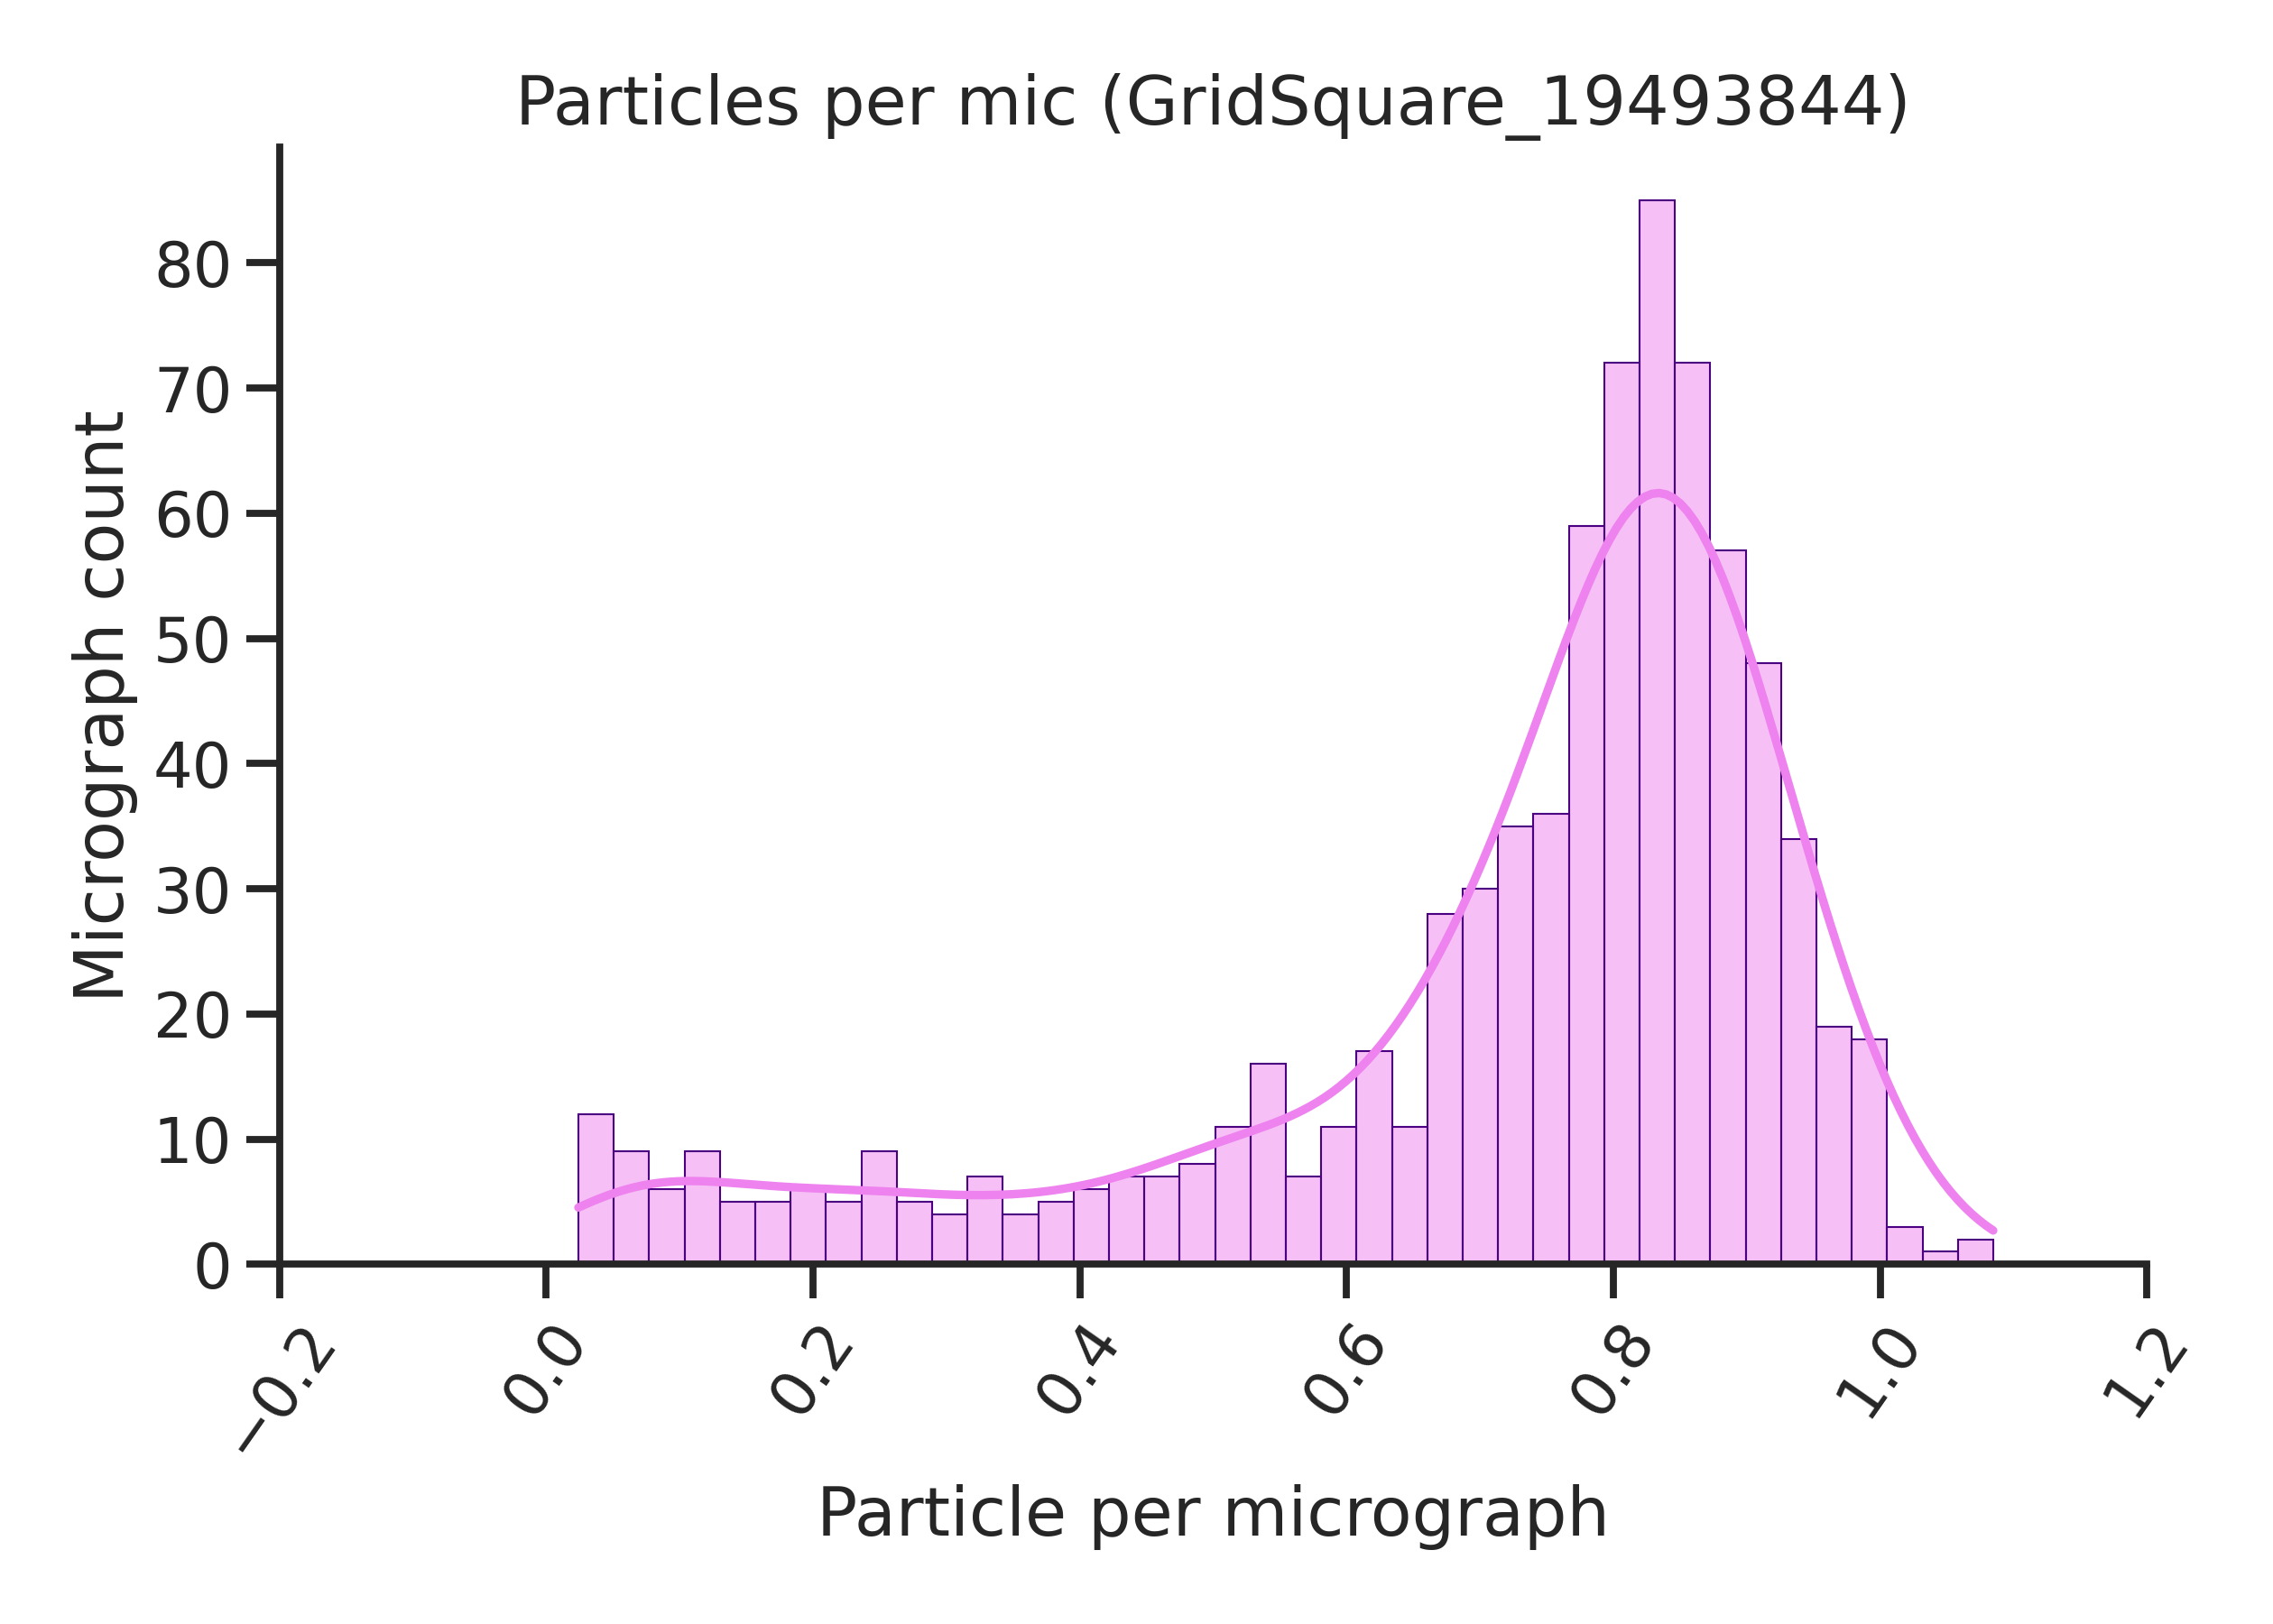 Particles per mic (GridSquare_19493844)
Micrograph count
80
70
60
50
40
30
20
10
0
−0.2 0.0 0.2 0.4 0.6 0.8 1.0 1.2
Particle per micrograph